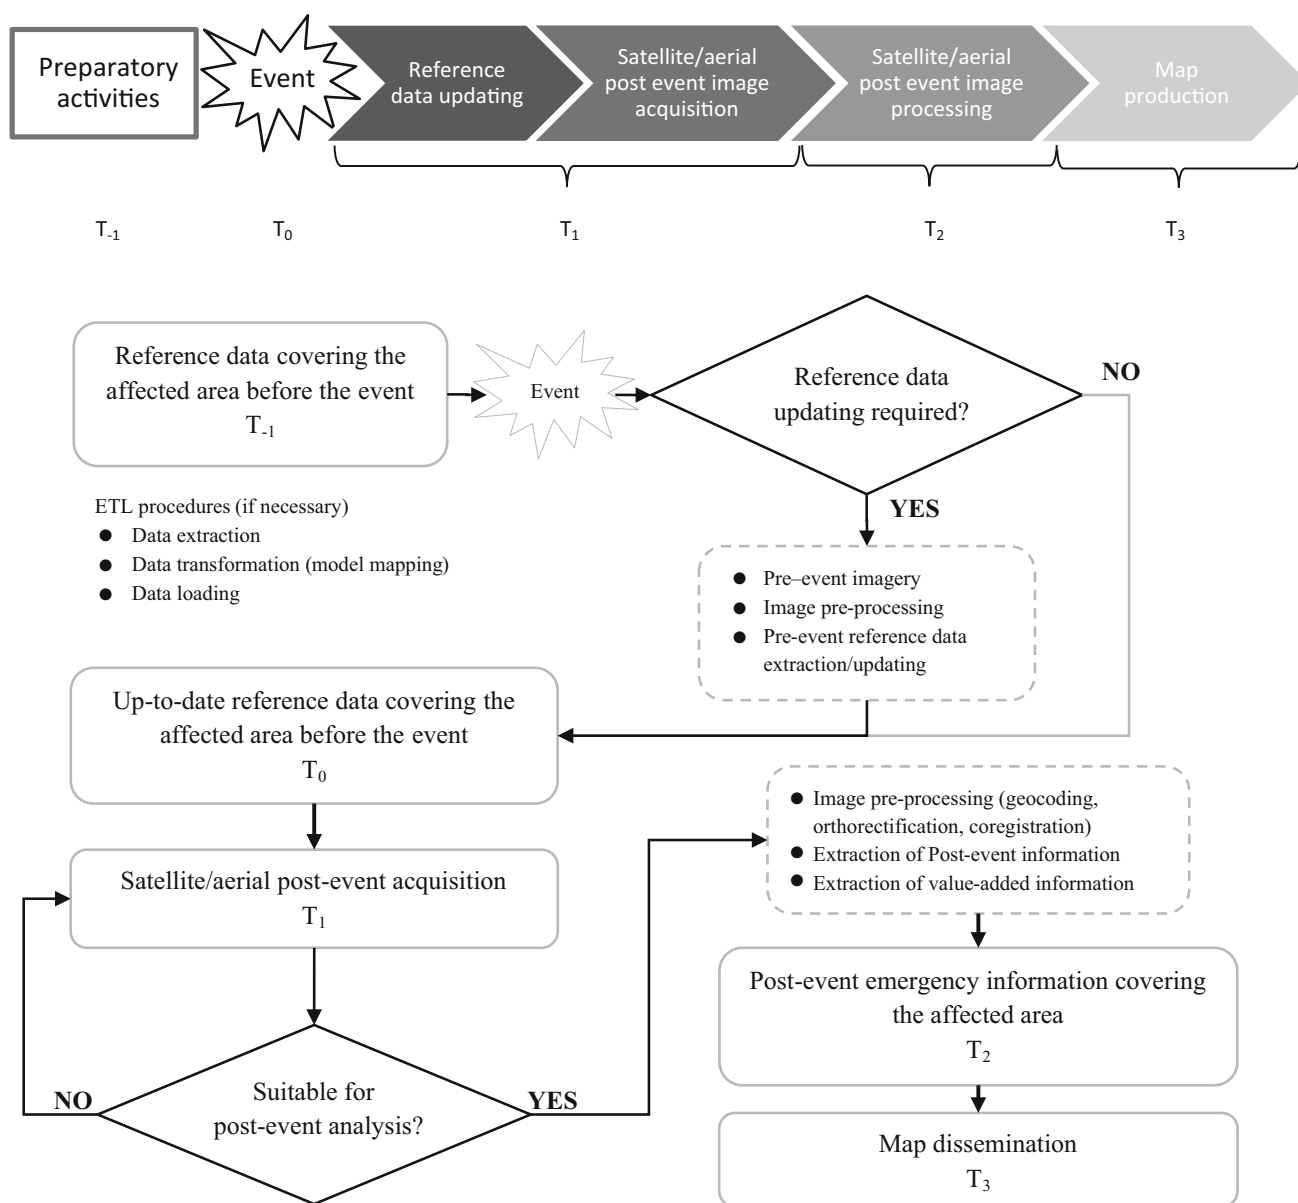 Preparatory
activities
Event
Reference
data updating
Satellite/aerial
post event image
acquisition
Satellite/aerial
post event image
processing
Map
production
T-1
T0
T1
T2
T3
Reference data covering the
affected area before the event
T-1
Event
Reference data
updating required?
NO
YES
ETL procedures (if necessary)
● Data extraction
● Data transformation (model mapping)
● Data loading
● Pre–event imagery
● Image pre-processing
● Pre-event reference data
extraction/updating
Up-to-date reference data covering the
affected area before the event
T0
Satellite/aerial post-event acquisition
T1
Suitable for
post-event analysis?
NO
YES
● Image pre-processing (geocoding,
orthorectification, coregistration)
● Extraction of Post-event information
● Extraction of value-added information
Post-event emergency information covering
the affected area
T2
Map dissemination
T3